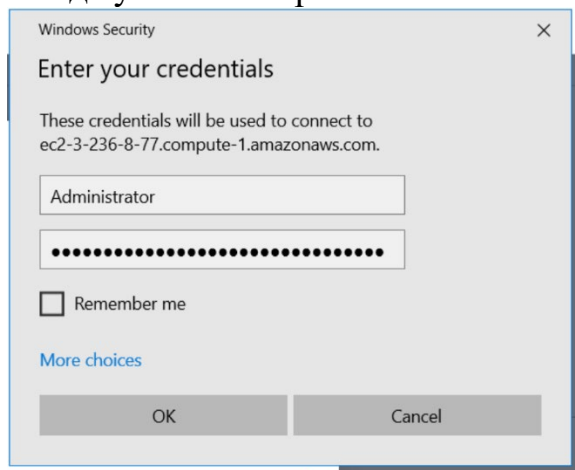 Windows Security
Enter your credentials
These credentials will be used to connect to
ec2-3-236-8-77.compute-1.amazonaws.com.
Administrator
●●●●●●●●●●●●●●●●●●●●●●●●●●●●●●●●
Remember me
More choices
OK
Cancel